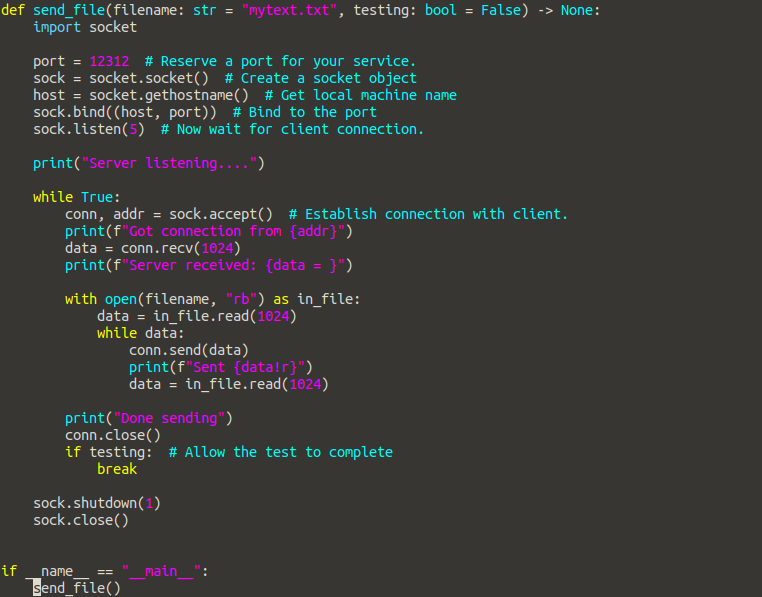 def send_file(filename: str = "mytext.txt", testing: bool = False) -> None:
    import socket

    port = 12312  # Reserve a port for your service.
    sock = socket.socket()  # Create a socket object
    host = socket.gethostname()  # Get local machine name
    sock.bind((host, port))  # Bind to the port
    sock.listen(5)  # Now wait for client connection.

    print("Server listening....")

    while True:
        conn, addr = sock.accept()  # Establish connection with client.
        print(f"Got connection from {addr}")
        data = conn.recv(1024)
        print(f"Server received: {data = }")

        with open(filename, "rb") as in_file:
            data = in_file.read(1024)
            while data:
                conn.send(data)
                print(f"Sent {data!r}")
                data = in_file.read(1024)

        print("Done sending")
        conn.close()
        if testing:  # Allow the test to complete
            break

    sock.shutdown(1)
    sock.close()


if __name__ == "__main__":
    send_file()